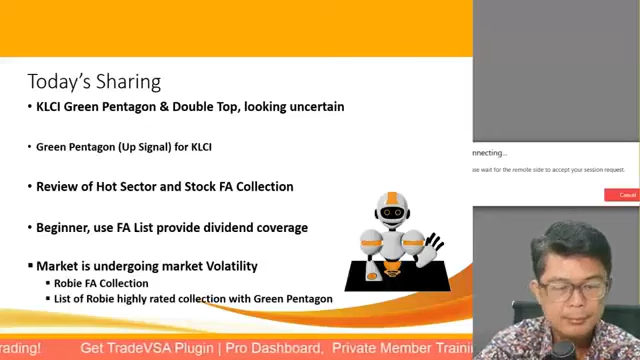 Today's Sharing
• KLCI Green Pentagon & Double Top, looking uncertain
• Green Pentagon (Up Signal) for KLCI
• Review of Hot Sector and Stock FA Collection
• Beginner, use FA List provide dividend coverage
▪ Market is undergoing market Volatility
▪ Robie FA Collection
▪ List of Robie highly rated collection with Green Pentagon
onnecting...
se wait for the remote side to accept your session request.
Cancel
rading! Get TradeVSA Plugin | Pro Dashboard, Private Member Trainin